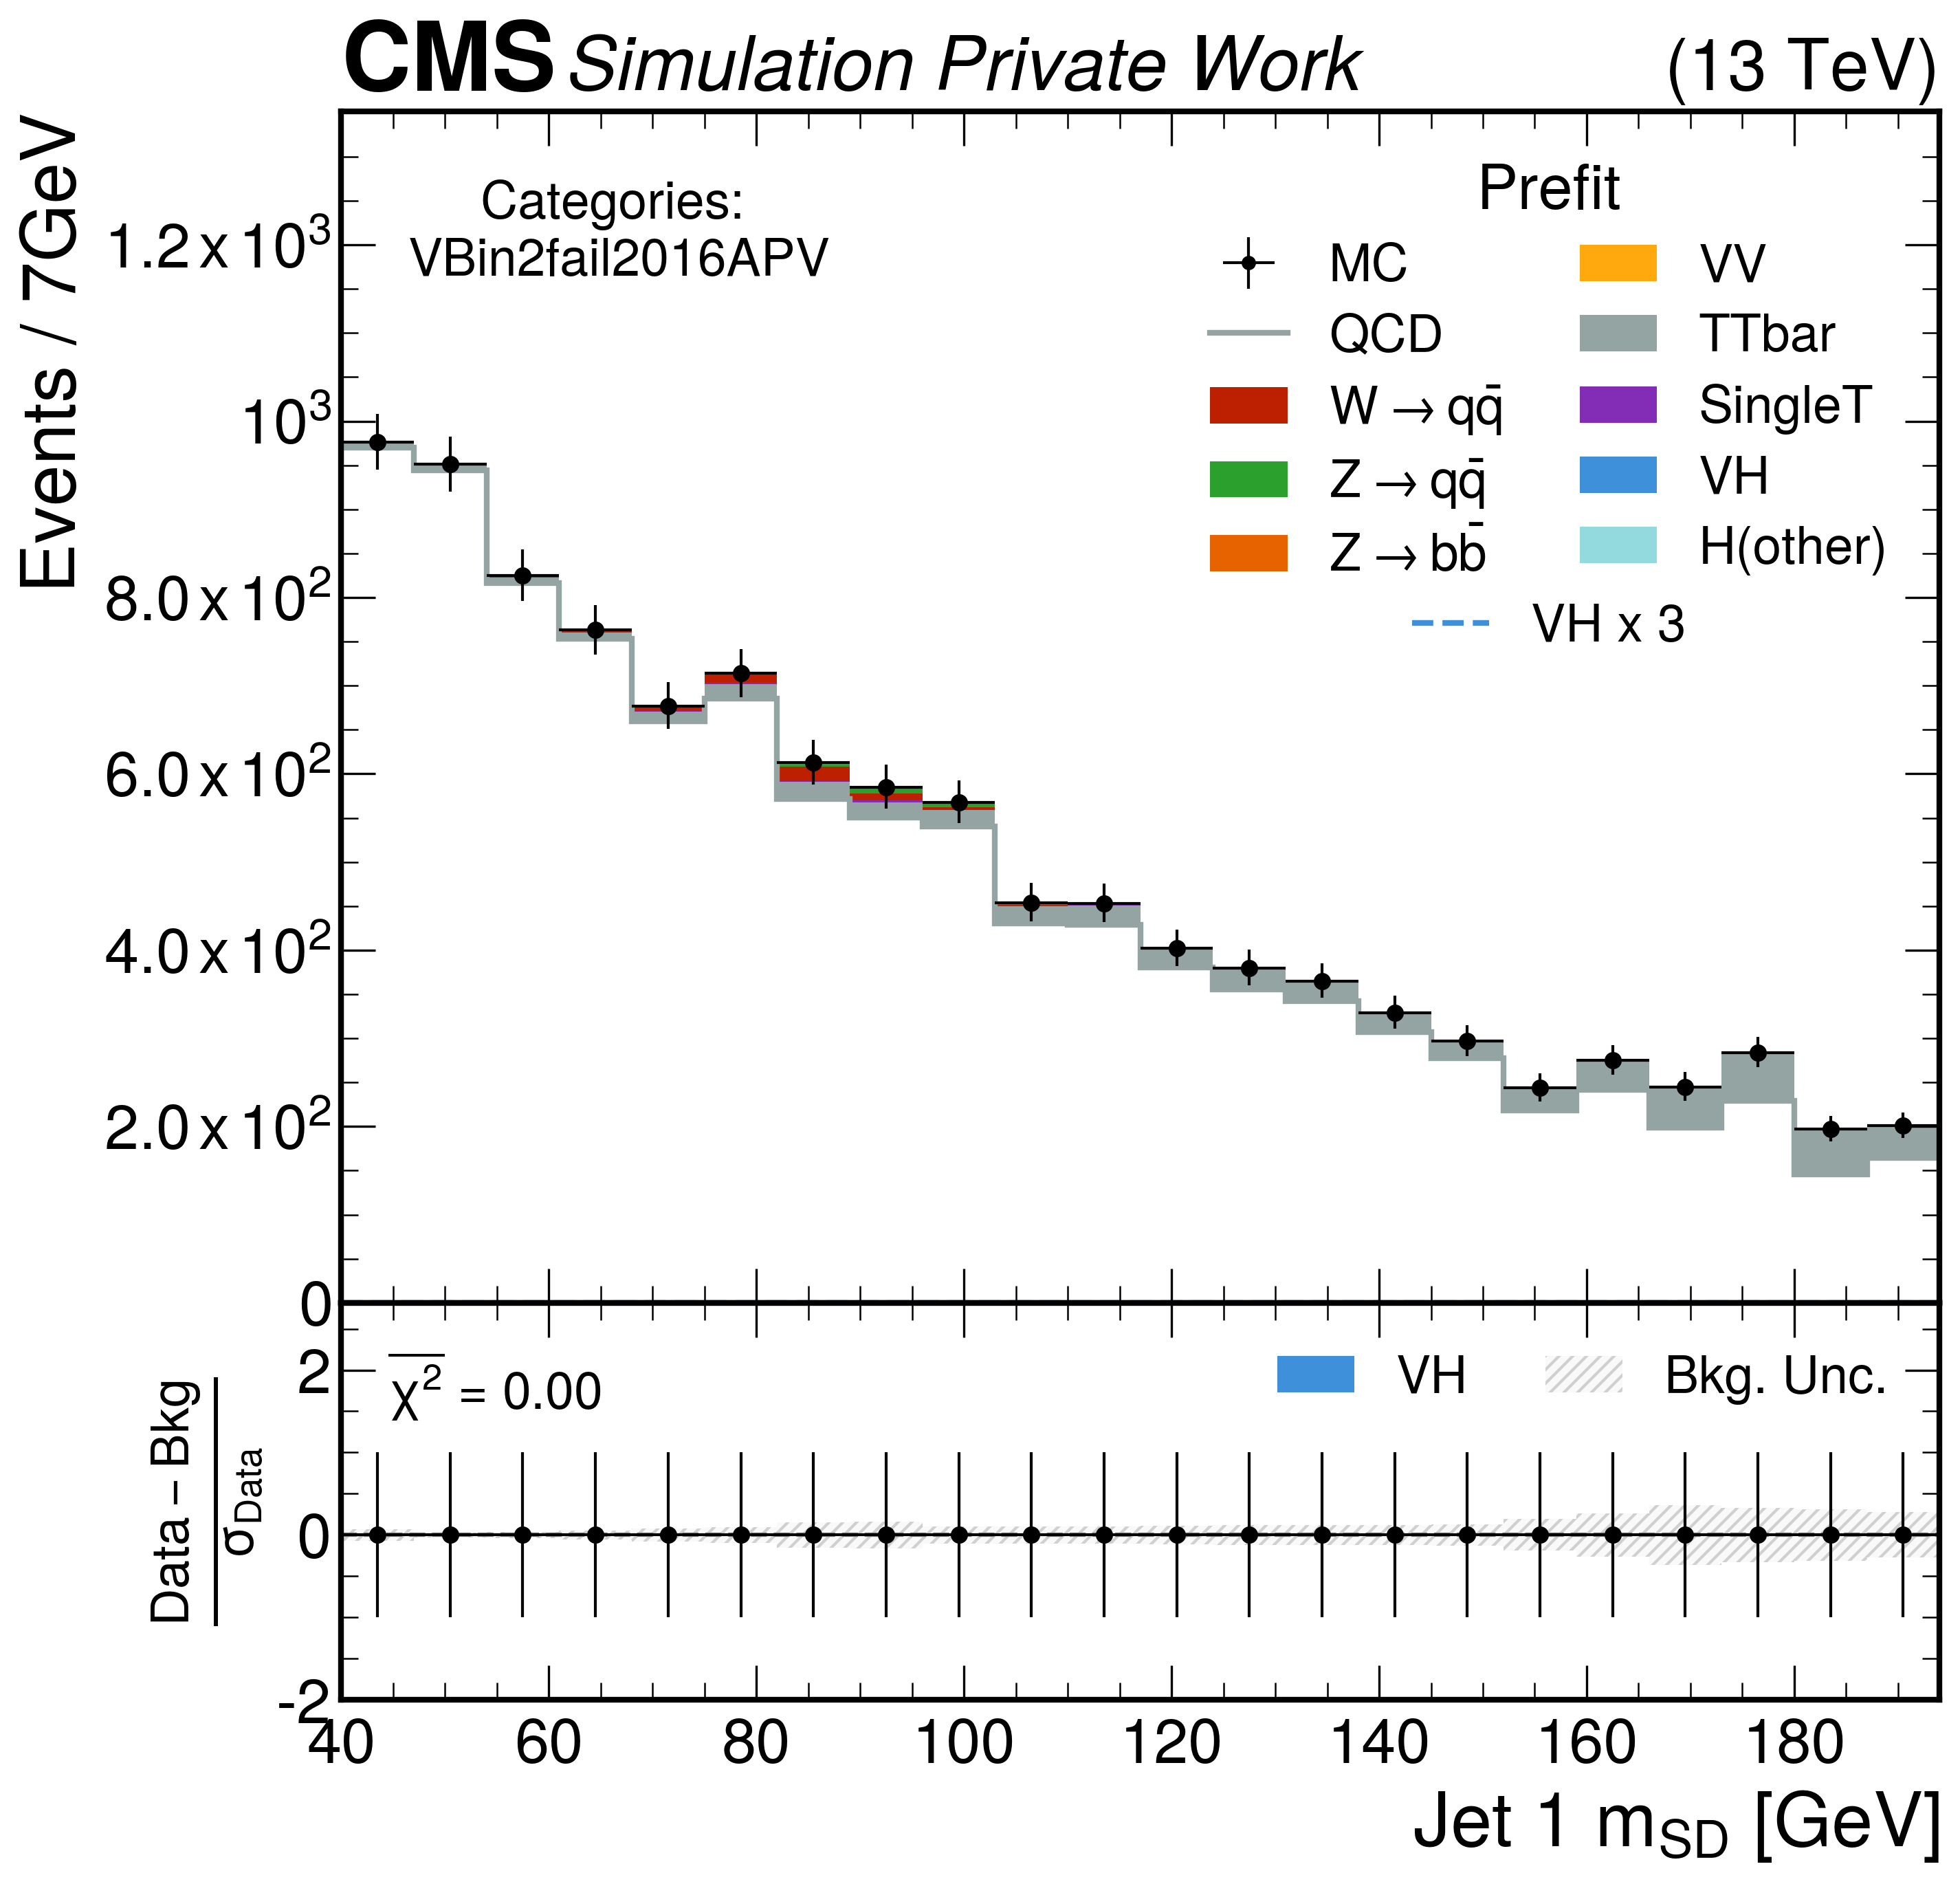 CMS Simulation Private Work (13 TeV)
Events / 7GeV
Categories:
VBin2fail2016APV
Prefit
MC
QCD
W → qq̄
Z → qq̄
Z → bb̄
VV
TTbar
SingleT
VH
H(other)
VH x 3
1.2 x 10³
10³
8.0 x 10²
6.0 x 10²
4.0 x 10²
2.0 x 10²
0
Data − Bkg
σ_Data
χ² = 0.00
VH
Bkg. Unc.
2
0
-2
40 60 80 100 120 140 160 180
Jet 1 m_SD [GeV]